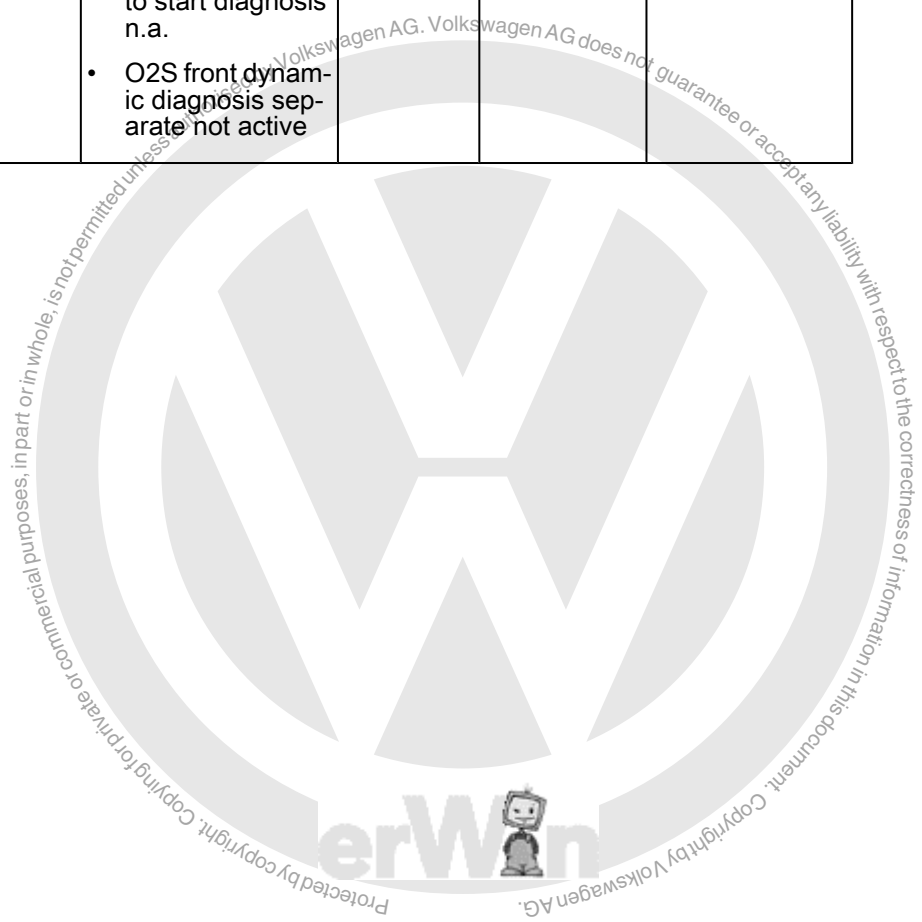 to start diagnosis
n.a.
• O2S front dynam-
ic diagnosis sep-
arate not active
Protected by copyright. Copying for private or commercial purposes, in part or in whole, is not permitted unless authorised by Volkswagen AG. Volkswagen AG does not guarantee or accept any liability with respect to the correctness of information in this document. Copyright by Volkswagen AG.
erWin